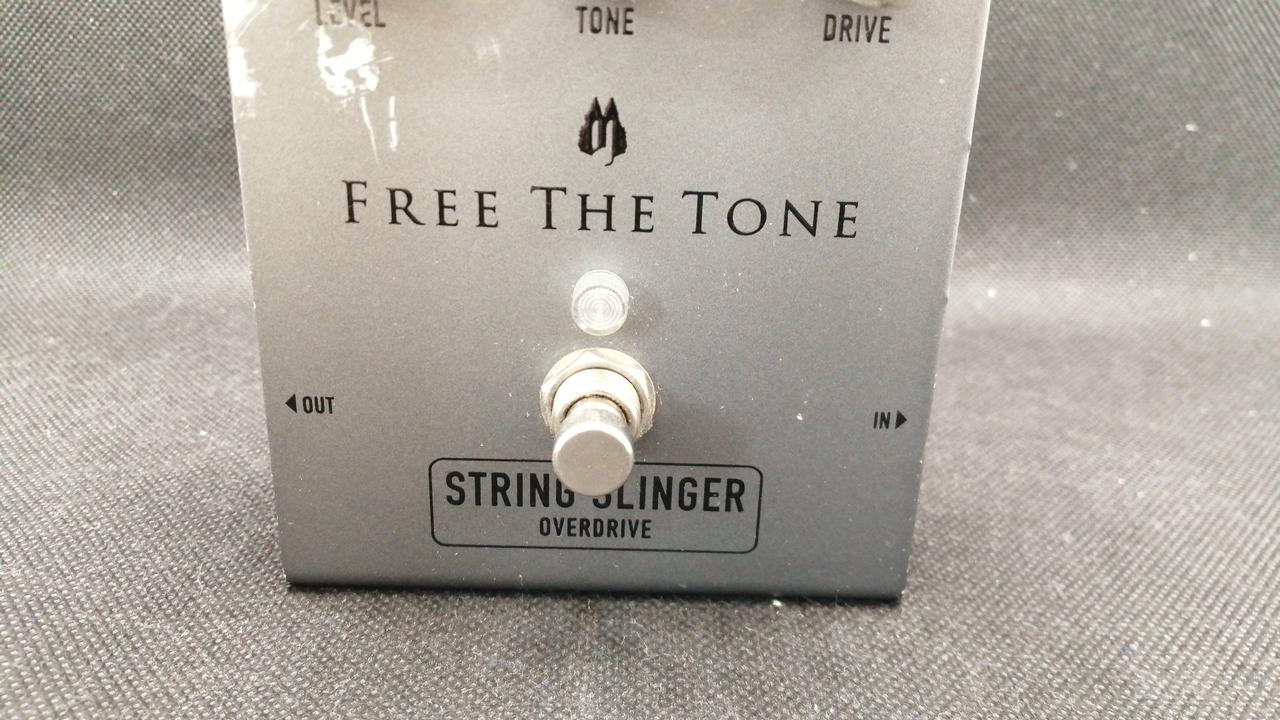 LEVEL TONE DRIVE
FREE THE TONE
◀ OUT IN ▶
STRING SLINGER
OVERDRIVE